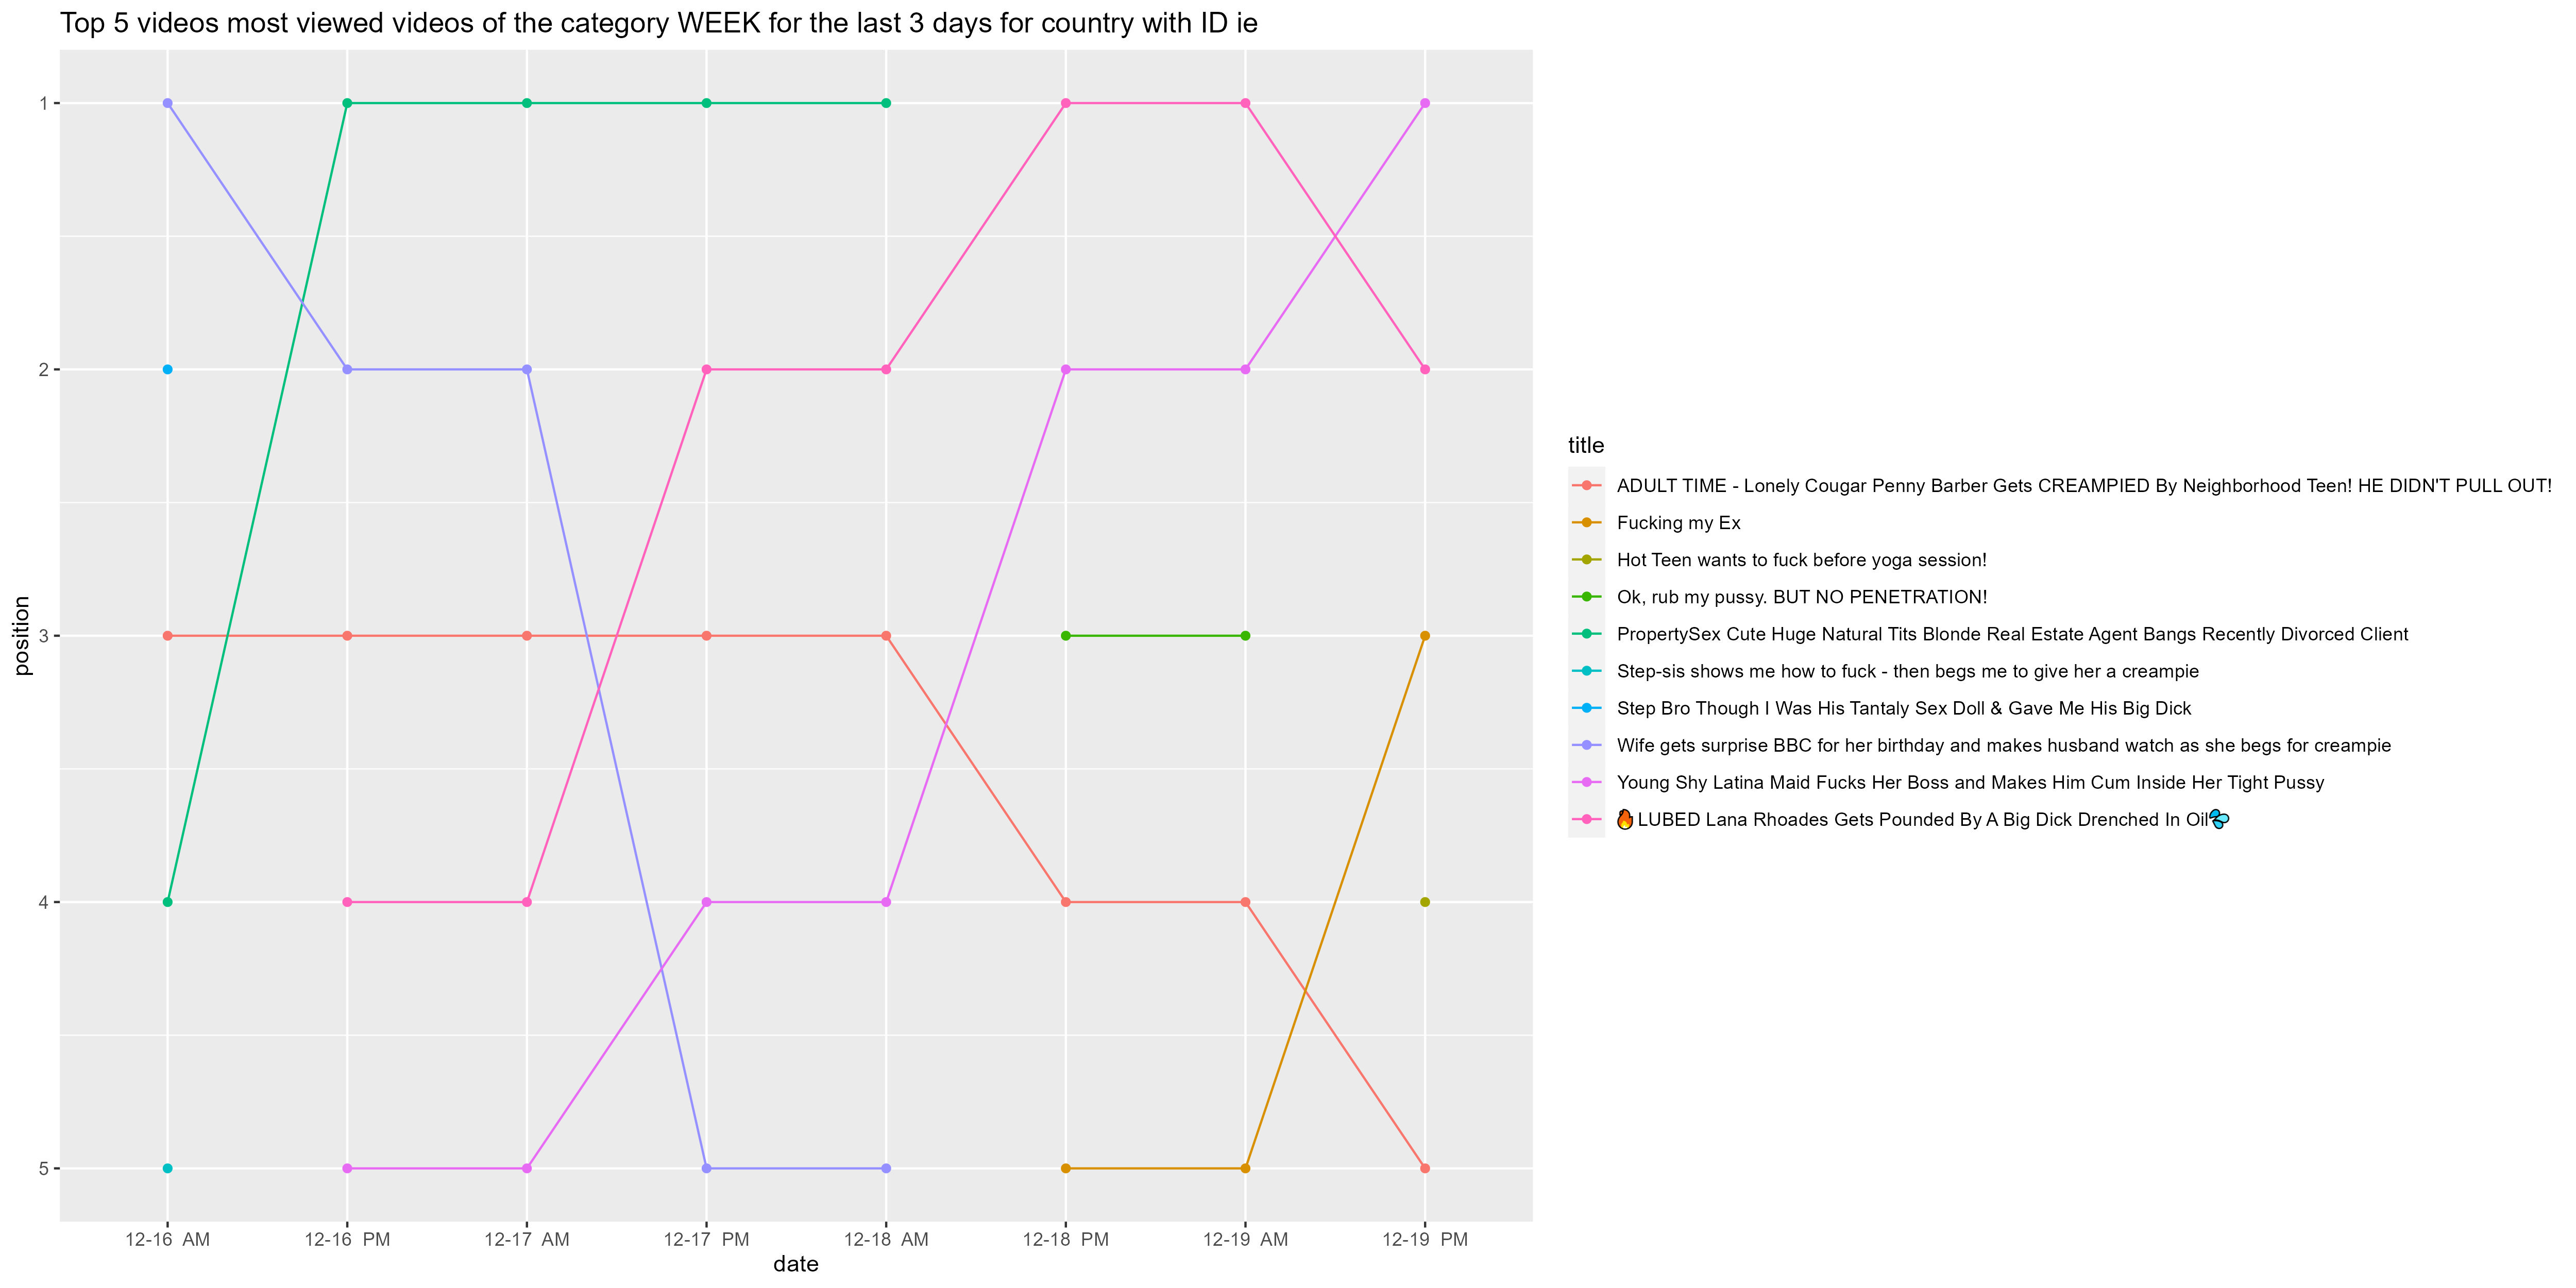 Top 5 videos most viewed videos of the category WEEK for the last 3 days for country with ID ie
position
1
2
3
4
5
12-16 AM
12-16 PM
12-17 AM
12-17 PM
12-18 AM
12-18 PM
12-19 AM
12-19 PM
date
title
ADULT TIME - Lonely Cougar Penny Barber Gets CREAMPIED By Neighborhood Teen! HE DIDN'T PULL OUT!
Fucking my Ex
Hot Teen wants to fuck before yoga session!
Ok, rub my pussy. BUT NO PENETRATION!
PropertySex Cute Huge Natural Tits Blonde Real Estate Agent Bangs Recently Divorced Client
Step-sis shows me how to fuck - then begs me to give her a creampie
Step Bro Though I Was His Tantaly Sex Doll & Gave Me His Big Dick
Wife gets surprise BBC for her birthday and makes husband watch as she begs for creampie
Young Shy Latina Maid Fucks Her Boss and Makes Him Cum Inside Her Tight Pussy
🔥 LUBED Lana Rhoades Gets Pounded By A Big Dick Drenched In Oil💦